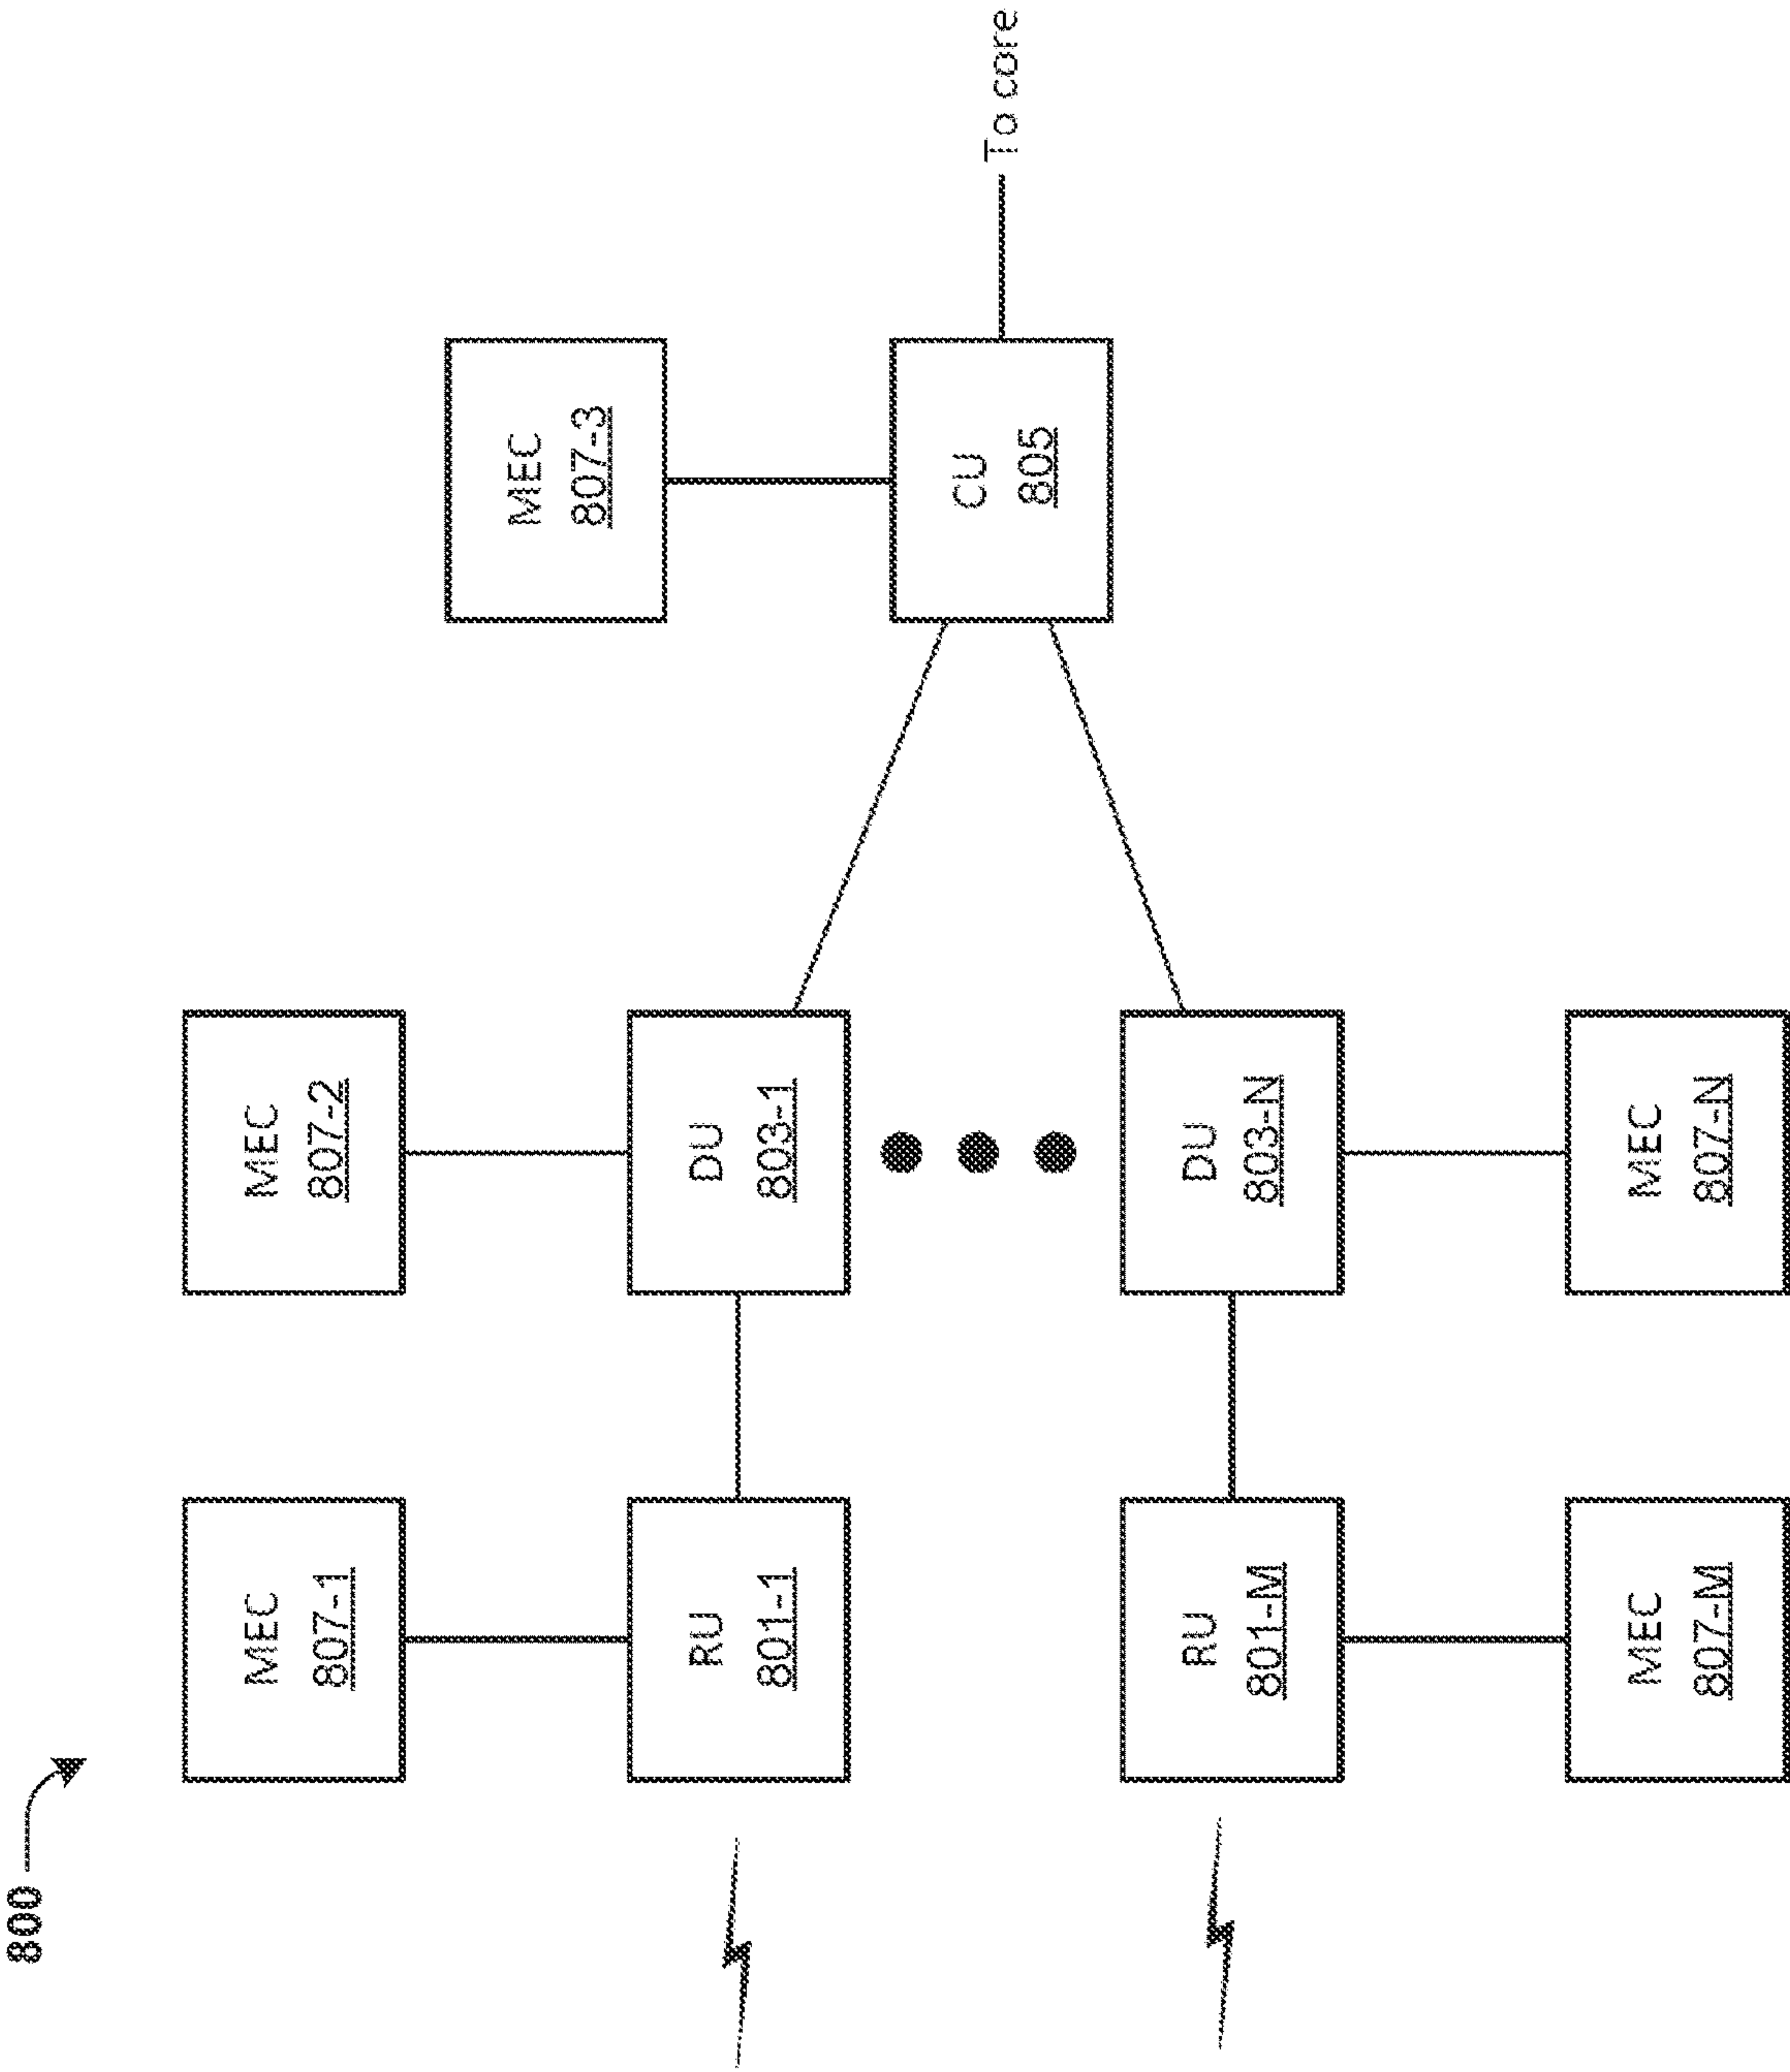 800
MEC
807-1
MEC
807-2
MEC
807-3
RU
801-1
DU
803-1
CU
805
To core
RU
801-M
DU
803-N
MEC
807-M
MEC
807-N